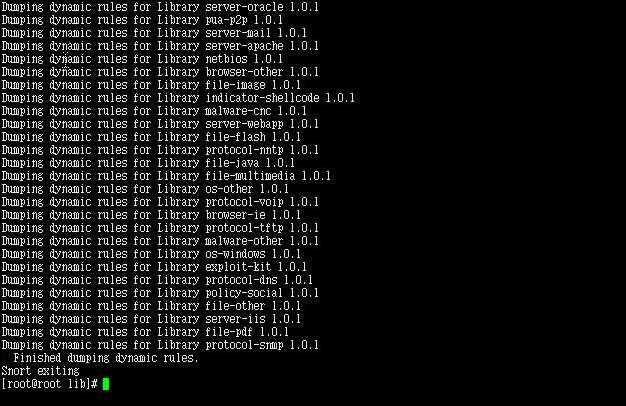 Dumping dynamic rules for Library server-oracle 1.0.1
Dumping dynamic rules for Library pua-p2p 1.0.1
Dumping dynamic rules for Library server-mail 1.0.1
Dumping dynamic rules for Library server-apache 1.0.1
Dumping dynamic rules for Library netbios 1.0.1
Dumping dynamic rules for Library browser-other 1.0.1
Dumping dynamic rules for Library file-image 1.0.1
Dumping dynamic rules for Library indicator-shellcode 1.0.1
Dumping dynamic rules for Library malware-cnc 1.0.1
Dumping dynamic rules for Library server-webapp 1.0.1
Dumping dynamic rules for Library file-flash 1.0.1
Dumping dynamic rules for Library protocol-nntp 1.0.1
Dumping dynamic rules for Library file-java 1.0.1
Dumping dynamic rules for Library file-multimedia 1.0.1
Dumping dynamic rules for Library os-other 1.0.1
Dumping dynamic rules for Library protocol-voip 1.0.1
Dumping dynamic rules for Library browser-ie 1.0.1
Dumping dynamic rules for Library protocol-tftp 1.0.1
Dumping dynamic rules for Library malware-other 1.0.1
Dumping dynamic rules for Library os-windows 1.0.1
Dumping dynamic rules for Library exploit-kit 1.0.1
Dumping dynamic rules for Library protocol-dns 1.0.1
Dumping dynamic rules for Library policy-social 1.0.1
Dumping dynamic rules for Library file-other 1.0.1
Dumping dynamic rules for Library server-iis 1.0.1
Dumping dynamic rules for Library file-pdf 1.0.1
Dumping dynamic rules for Library protocol-snmp 1.0.1
  Finished dumping dynamic rules.
Snort exiting
[root@root lib]#